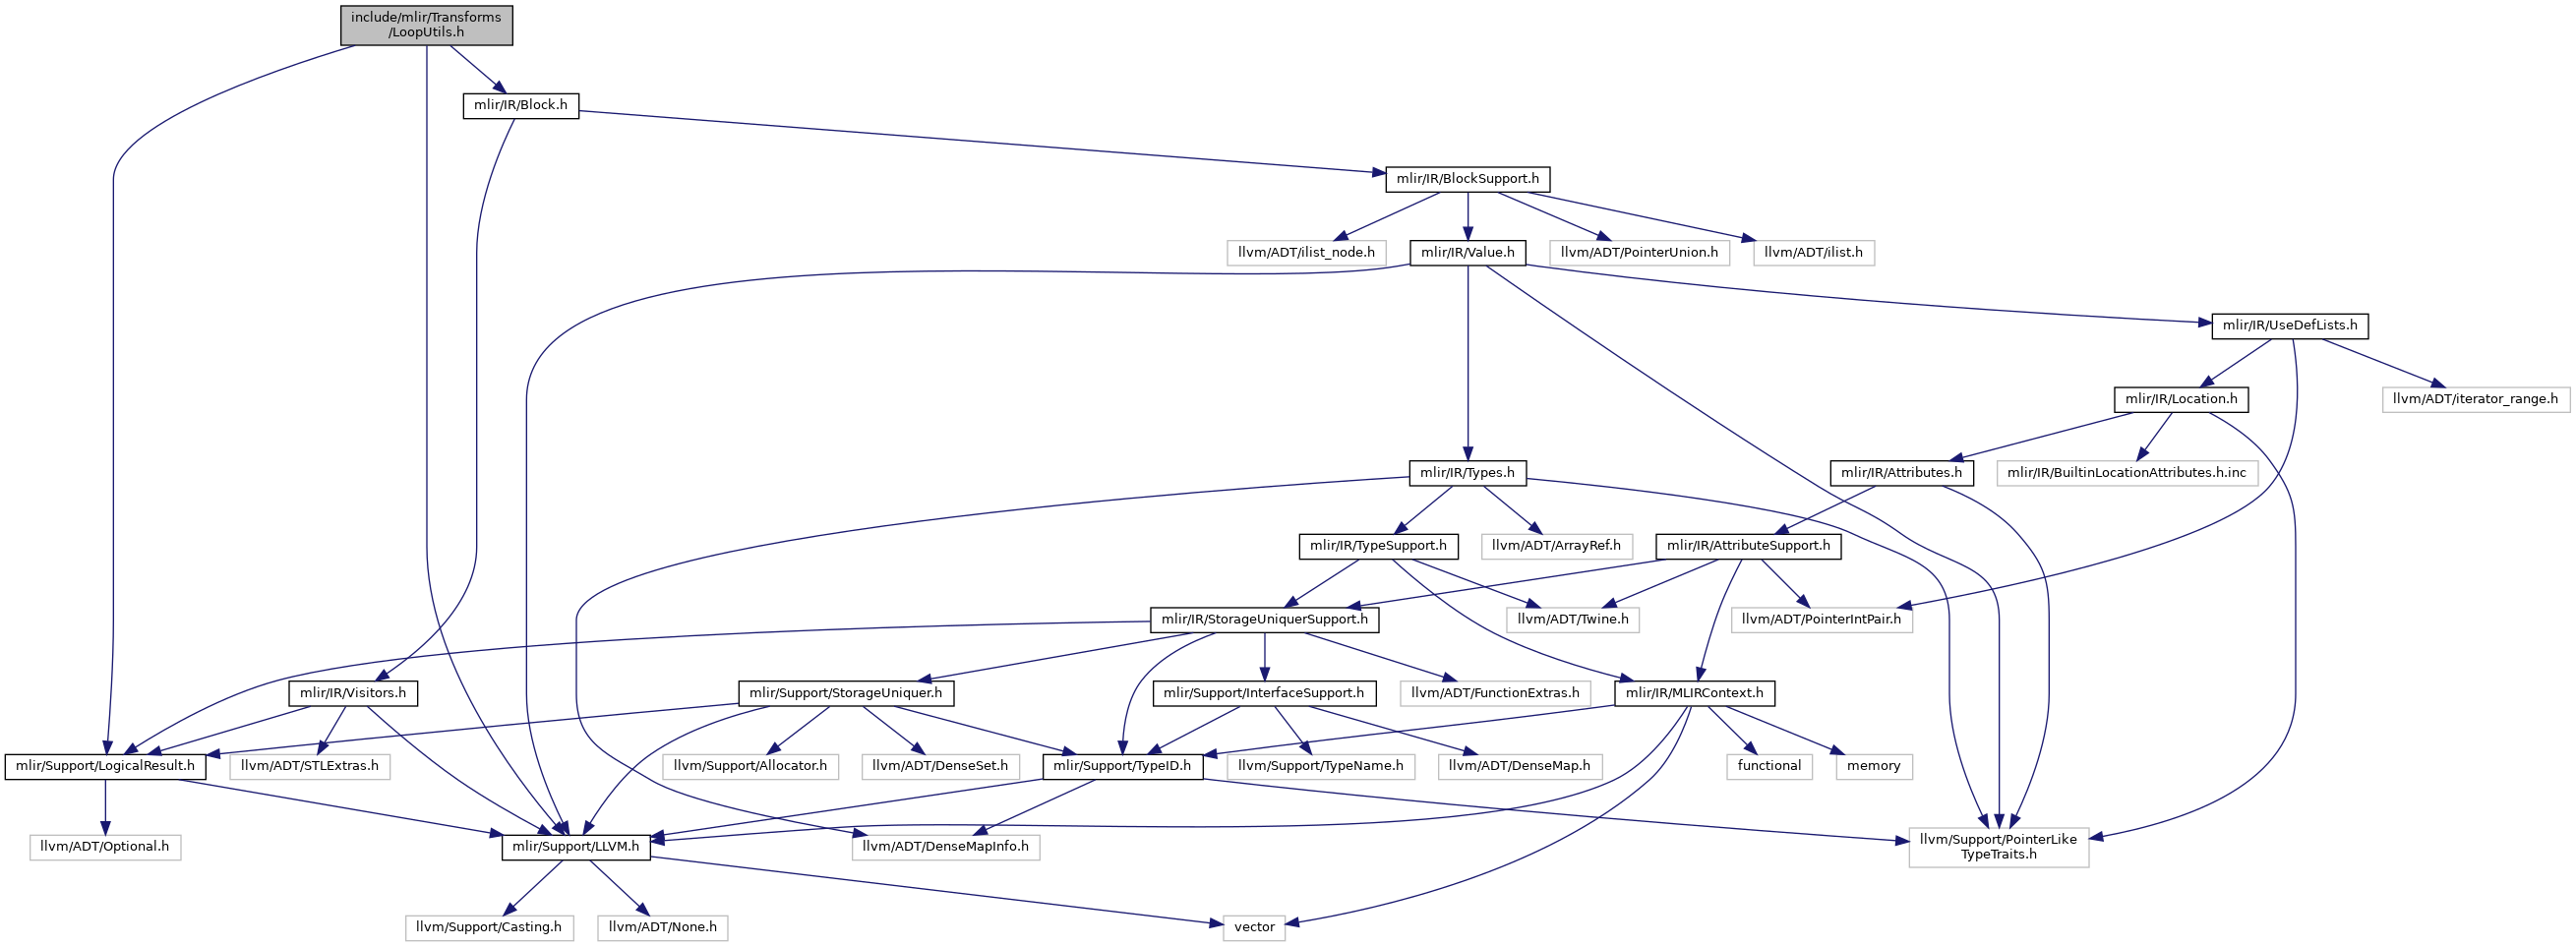 include/mlir/Transforms
/LoopUtils.h
mlir/IR/Block.h
mlir/IR/BlockSupport.h
llvm/ADT/ilist_node.h
mlir/IR/Value.h
llvm/ADT/PointerUnion.h
llvm/ADT/ilist.h
mlir/IR/UseDefLists.h
mlir/IR/Location.h
llvm/ADT/iterator_range.h
mlir/IR/Types.h
mlir/IR/Attributes.h
mlir/IR/BuiltinLocationAttributes.h.inc
mlir/IR/TypeSupport.h
llvm/ADT/ArrayRef.h
mlir/IR/AttributeSupport.h
mlir/IR/StorageUniquerSupport.h
llvm/ADT/Twine.h
llvm/ADT/PointerIntPair.h
mlir/IR/Visitors.h
mlir/Support/StorageUniquer.h
mlir/Support/InterfaceSupport.h
llvm/ADT/FunctionExtras.h
mlir/IR/MLIRContext.h
mlir/Support/LogicalResult.h
llvm/ADT/STLExtras.h
llvm/Support/Allocator.h
llvm/ADT/DenseSet.h
mlir/Support/TypeID.h
llvm/Support/TypeName.h
llvm/ADT/DenseMap.h
functional
memory
llvm/ADT/Optional.h
mlir/Support/LLVM.h
llvm/ADT/DenseMapInfo.h
llvm/Support/PointerLike
TypeTraits.h
llvm/Support/Casting.h
llvm/ADT/None.h
vector